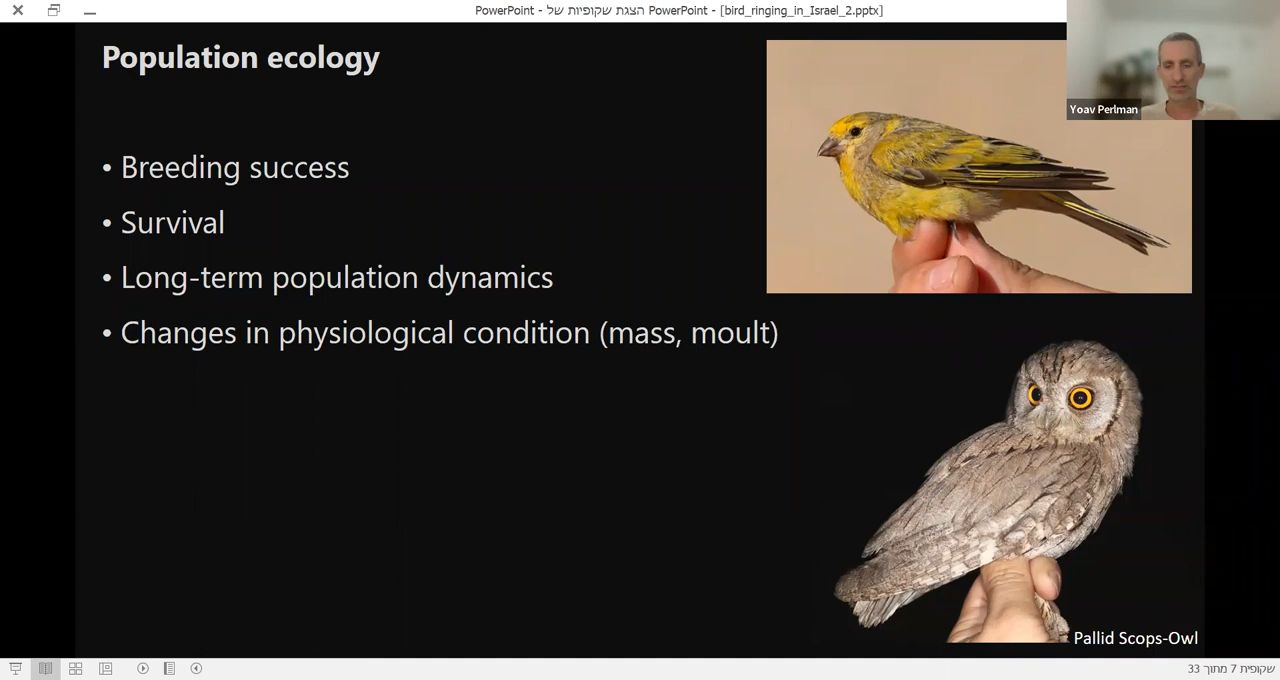 PowerPoint - הצגת שקופיות של PowerPoint - [bird_ringing_in_Israel_2.pptx]
Yoav Perlman
Population ecology
• Breeding success
• Survival
• Long-term population dynamics
• Changes in physiological condition (mass, moult)
Pallid Scops-Owl
שקופית 7 מתוך 33